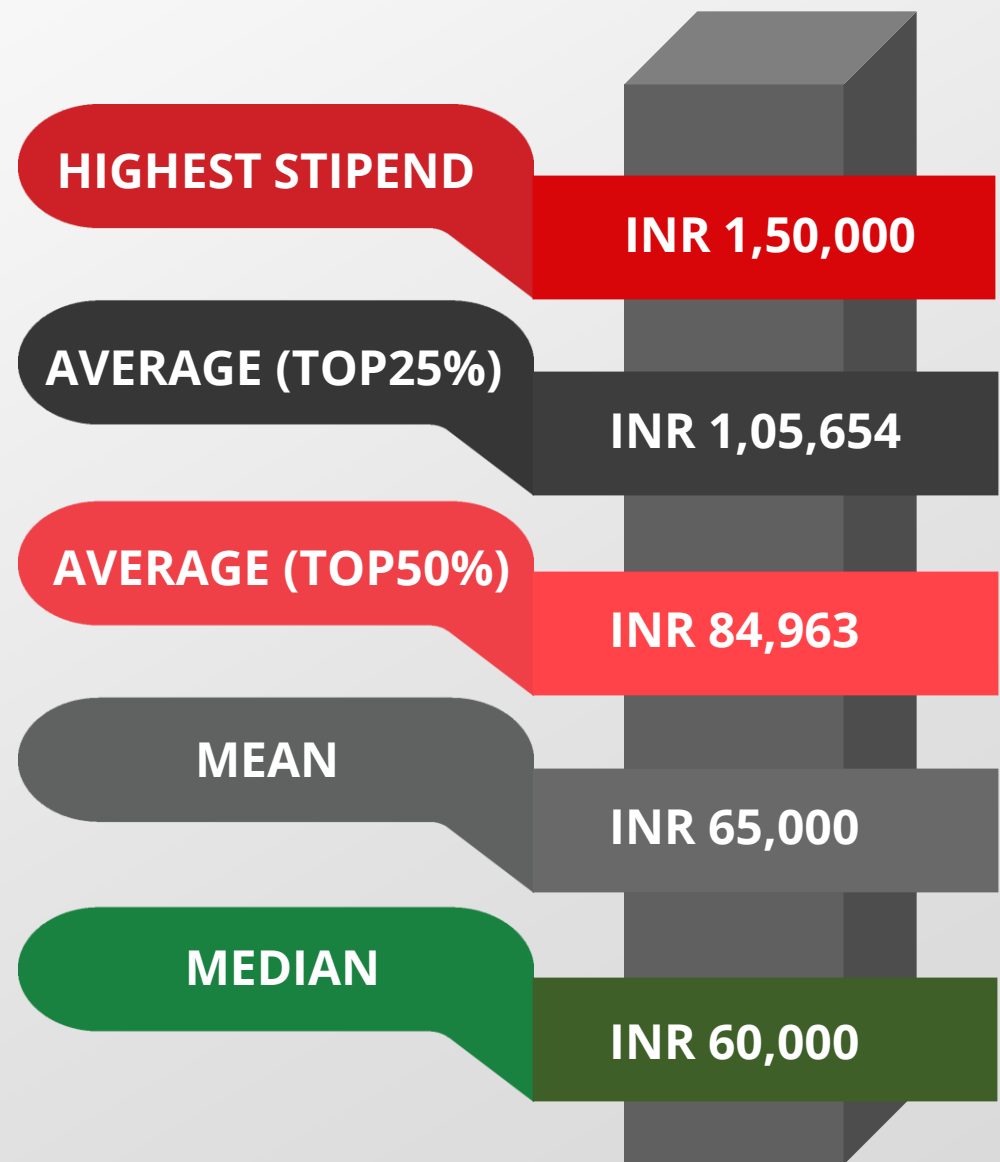 HIGHEST STIPEND
INR 1,50,000
AVERAGE (TOP25%)
INR 1,05,654
AVERAGE (TOP50%)
INR 84,963
MEAN
INR 65,000
MEDIAN
INR 60,000